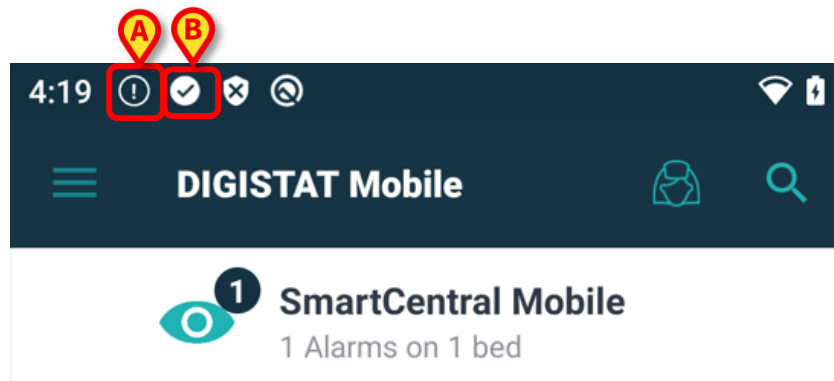 A B
4:19
DIGISTAT Mobile
1
SmartCentral Mobile
1 Alarms on 1 bed